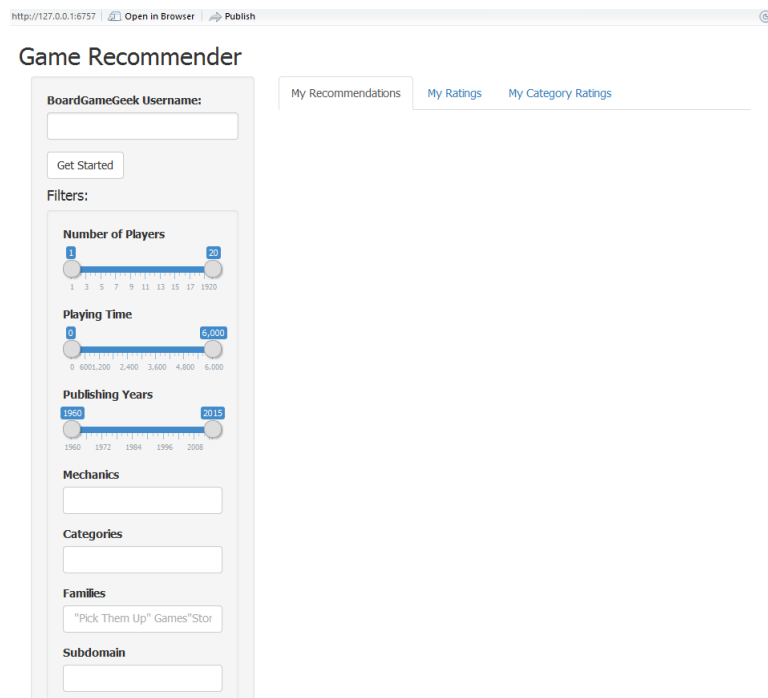 http://127.0.0.1:6757 Open in Browser Publish
Game Recommender
BoardGameGeek Username:
Get Started
Filters:
Number of Players
1 20
1 3 5 7 9 11 13 15 17 1920
Playing Time
0 6,000
0 6001,200 2,400 3,600 4,800 6,000
Publishing Years
1960 2015
1960 1972 1984 1996 2008
Mechanics
Categories
Families
"Pick Them Up" Games"Stor
Subdomain
My Recommendations My Ratings My Category Ratings